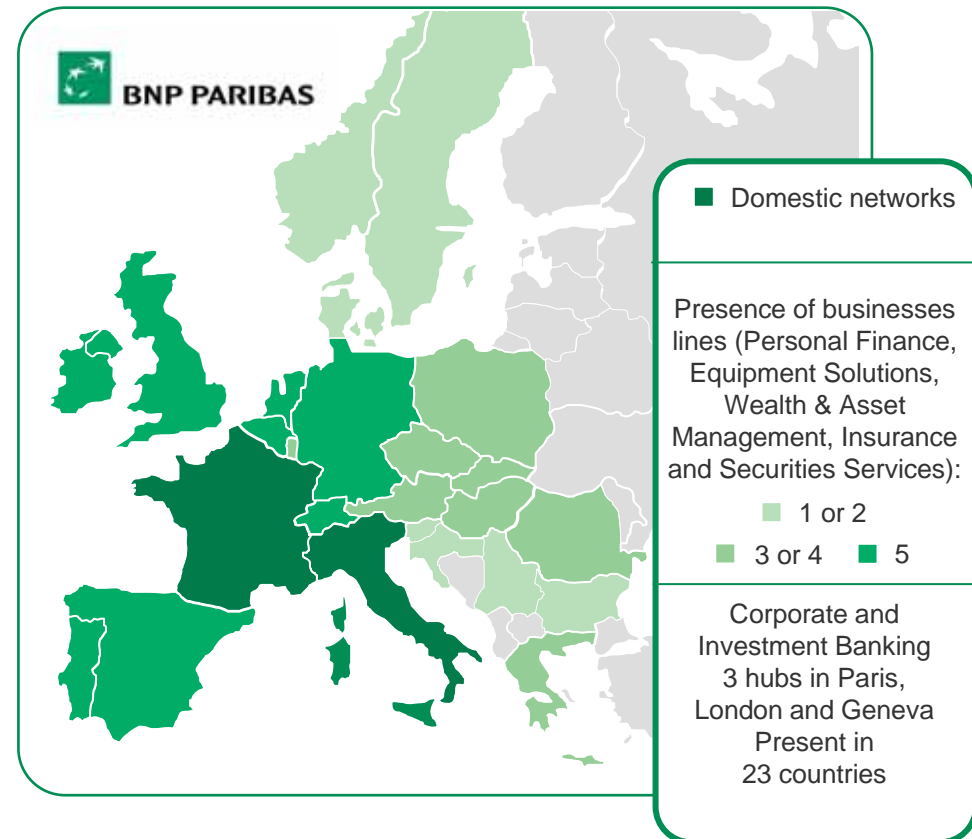 BNP PARIBAS
Domestic networks
Presence of businesses
lines (Personal Finance,
Equipment Solutions,
Wealth & Asset
Management, Insurance
and Securities Services):
1 or 2
3 or 4 5
Corporate and
Investment Banking
3 hubs in Paris,
London and Geneva
Present in
23 countries